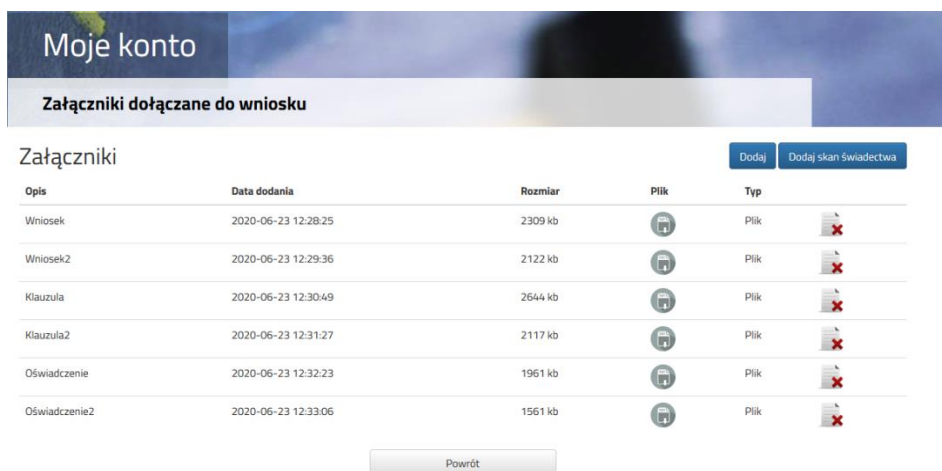 Moje konto
Załączniki dołączane do wniosku
Załączniki
Dodaj
Dodaj skan świadectwa
Opis Data dodania Rozmiar Plik Typ
Wniosek 2020-06-23 12:28:25 2309 kb Plik
Wniosek2 2020-06-23 12:29:36 2122 kb Plik
Klauzula 2020-06-23 12:30:49 2644 kb Plik
Klauzula2 2020-06-23 12:31:27 2117 kb Plik
Oświadczenie 2020-06-23 12:32:23 1961 kb Plik
Oświadczenie2 2020-06-23 12:33:06 1561 kb Plik
Powrót